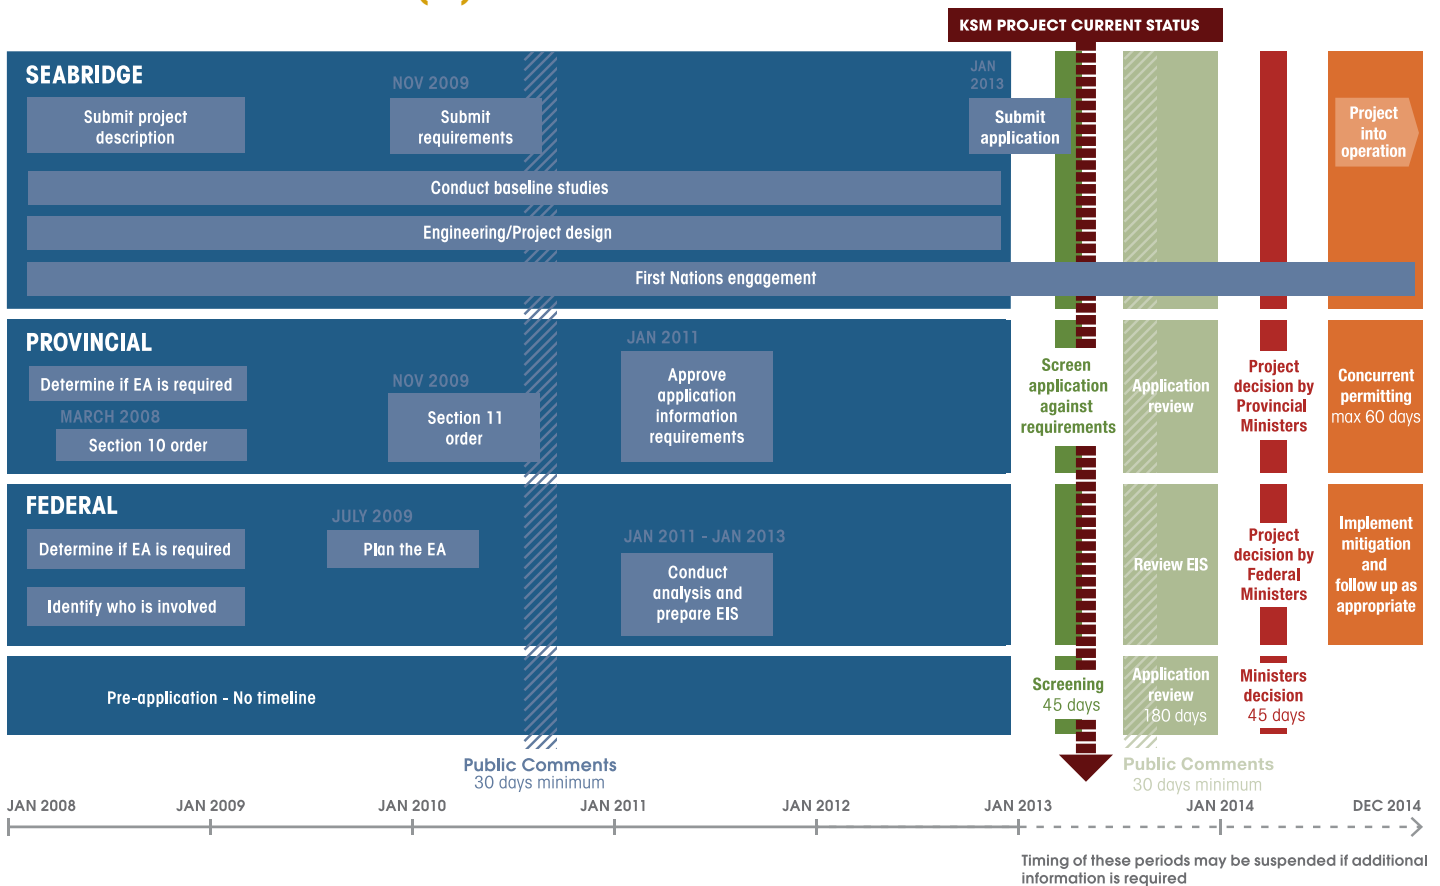 KSM PROJECT CURRENT STATUS
SEABRIDGE
Submit project
description
NOV 2009
Submit
requirements
JAN
2013
Submit
application
Project
into
operation
Conduct baseline studies
Engineering/Project design
First Nations engagement
PROVINCIAL
Determine if EA is required
MARCH 2008
Section 10 order
NOV 2009
Section 11
order
JAN 2011
Approve
application
information
requirements
Screen
application
against
requirements
Application
review
Project
decision by
Provincial
Ministers
Concurrent
permitting
max 60 days
FEDERAL
Determine if EA is required
Identify who is involved
JULY 2009
Plan the EA
JAN 2011 - JAN 2013
Conduct
analysis and
prepare EIS
Review EIS
Project
decision by
Federal
Ministers
Implement
mitigation
and
follow up as
appropriate
Pre-application - No timeline
Screening
45 days
Application
review
180 days
Ministers
decision
45 days
Public Comments
30 days minimum
Public Comments
30 days minimum
JAN 2008
JAN 2009
JAN 2010
JAN 2011
JAN 2012
JAN 2013
JAN 2014
DEC 2014
Timing of these periods may be suspended if additional
information is required